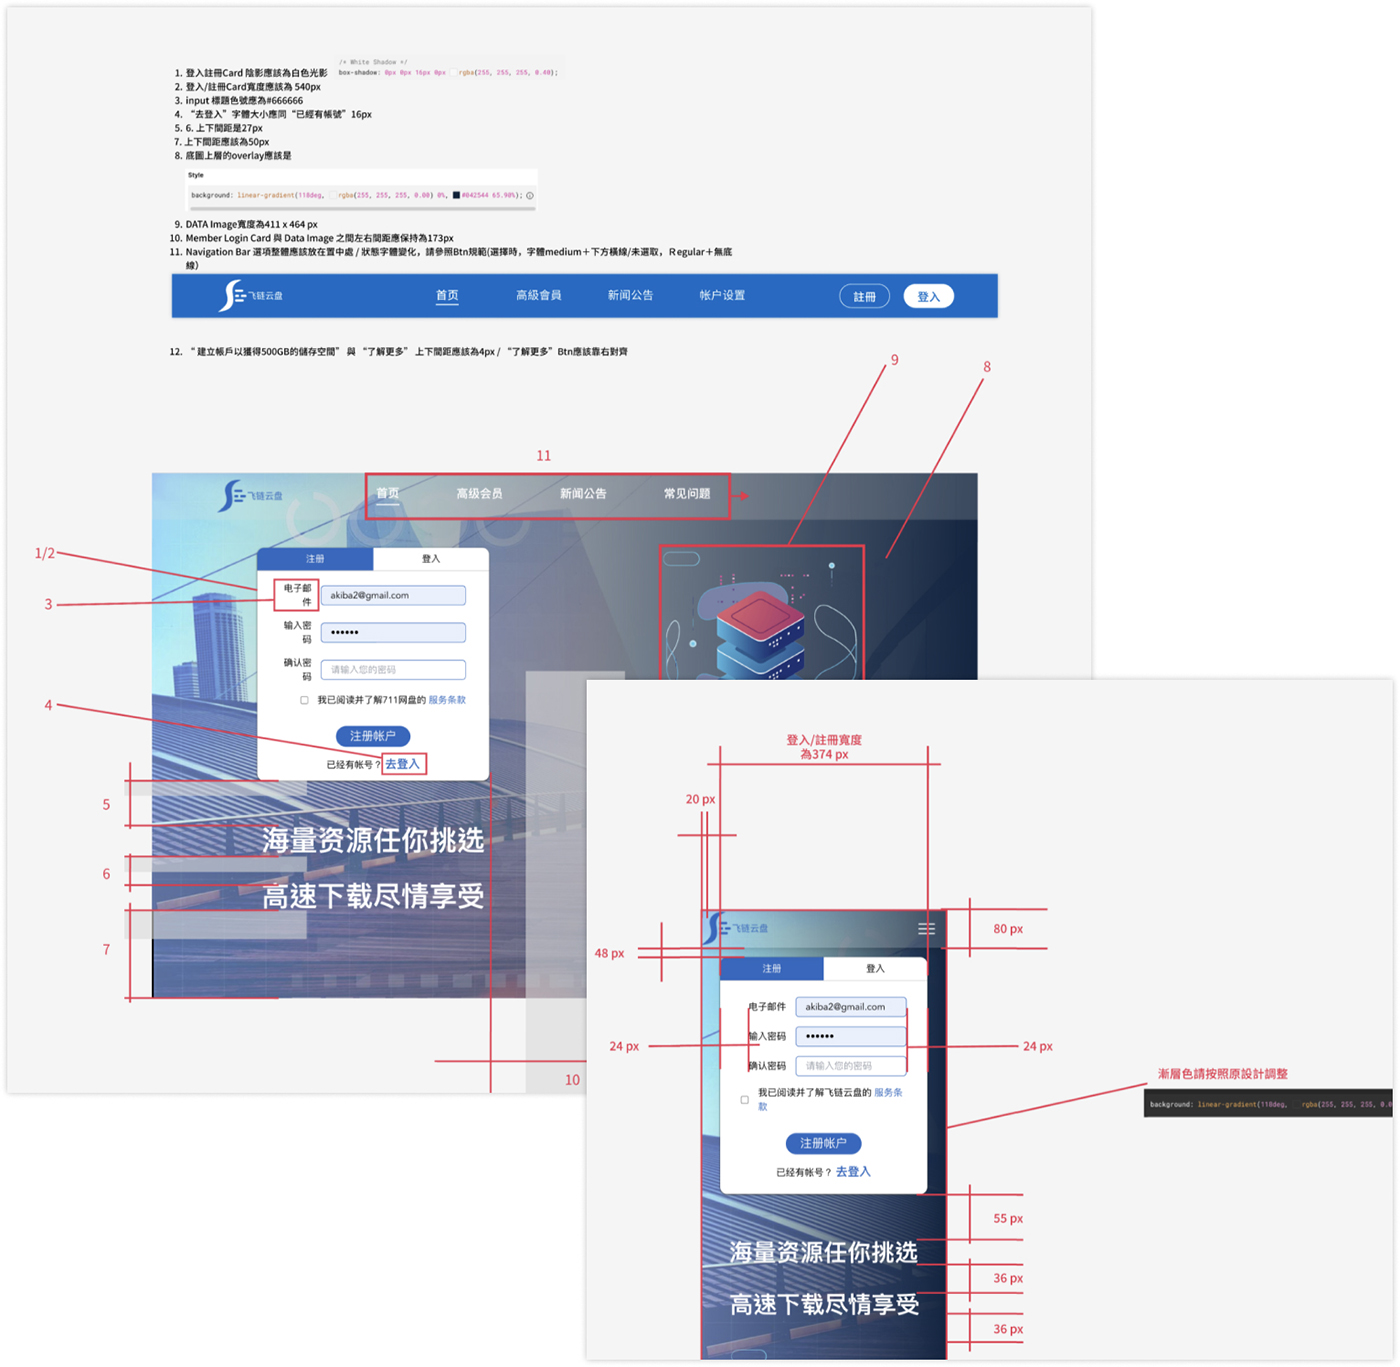 /* White Shadow */
1. 登入註冊Card 陰影應該為白色光影 box-shadow: 0px 0px 16px 0px rgba(255, 255, 255, 0.40);
2. 登入/註冊Card寬度應該為 540px
3. input 標題色號應為#666666
4. “去登入”字體大小應同“已經有帳號”16px
5. 6. 上下間距是27px
7. 上下間距應該為50px
8. 底圖上層的overlay應該是
Style
background: linear-gradient(118deg, rgba(255, 255, 255, 0.00) 0%, #042544 65.90%);
9. DATA Image寬度為411 x 464 px
10. Member Login Card 與 Data Image 之間左右間距應保持為173px
11. Navigation Bar 選項整體應該放在置中處 / 狀態字體變化，請參照Btn規範(選擇時，字體medium＋下方橫線/未選取，Regular＋無底
線)
飞链云盘 首页 高級會員 新闻公告 帐户设置 註冊 登入
12. “ 建立帳戶以獲得500GB的儲存空間” 與 “了解更多” 上下間距應該為4px / “了解更多”Btn應該靠右對齊
9
8
11
飞链云盘 首页 高级会员 新闻公告 常见问题
1/2
注册 登入
3
电子邮
件
akiba2@gmail.com
输入密
码
••••••
确认密
码
请输入您的密码
4
我已阅读并了解711网盘的 服务条款
注册帐户
已经有帐号？ 去登入
5
海量资源任你挑选
6
高速下载尽情享受
7
10
登入/註冊寬度
為374 px
20 px
飞链云盘
80 px
48 px
注册 登入
电子邮件 akiba2@gmail.com
输入密码 ••••••
24 px
24 px
确认密码 请输入您的密码
漸層色請按照原設計調整
background: linear-gradient(118deg, rgba(255, 255, 255, 0.0
我已阅读并了解飞链云盘的 服务条
款
注册帐户
已经有帐号？ 去登入
55 px
海量资源任你挑选
36 px
高速下载尽情享受
36 px